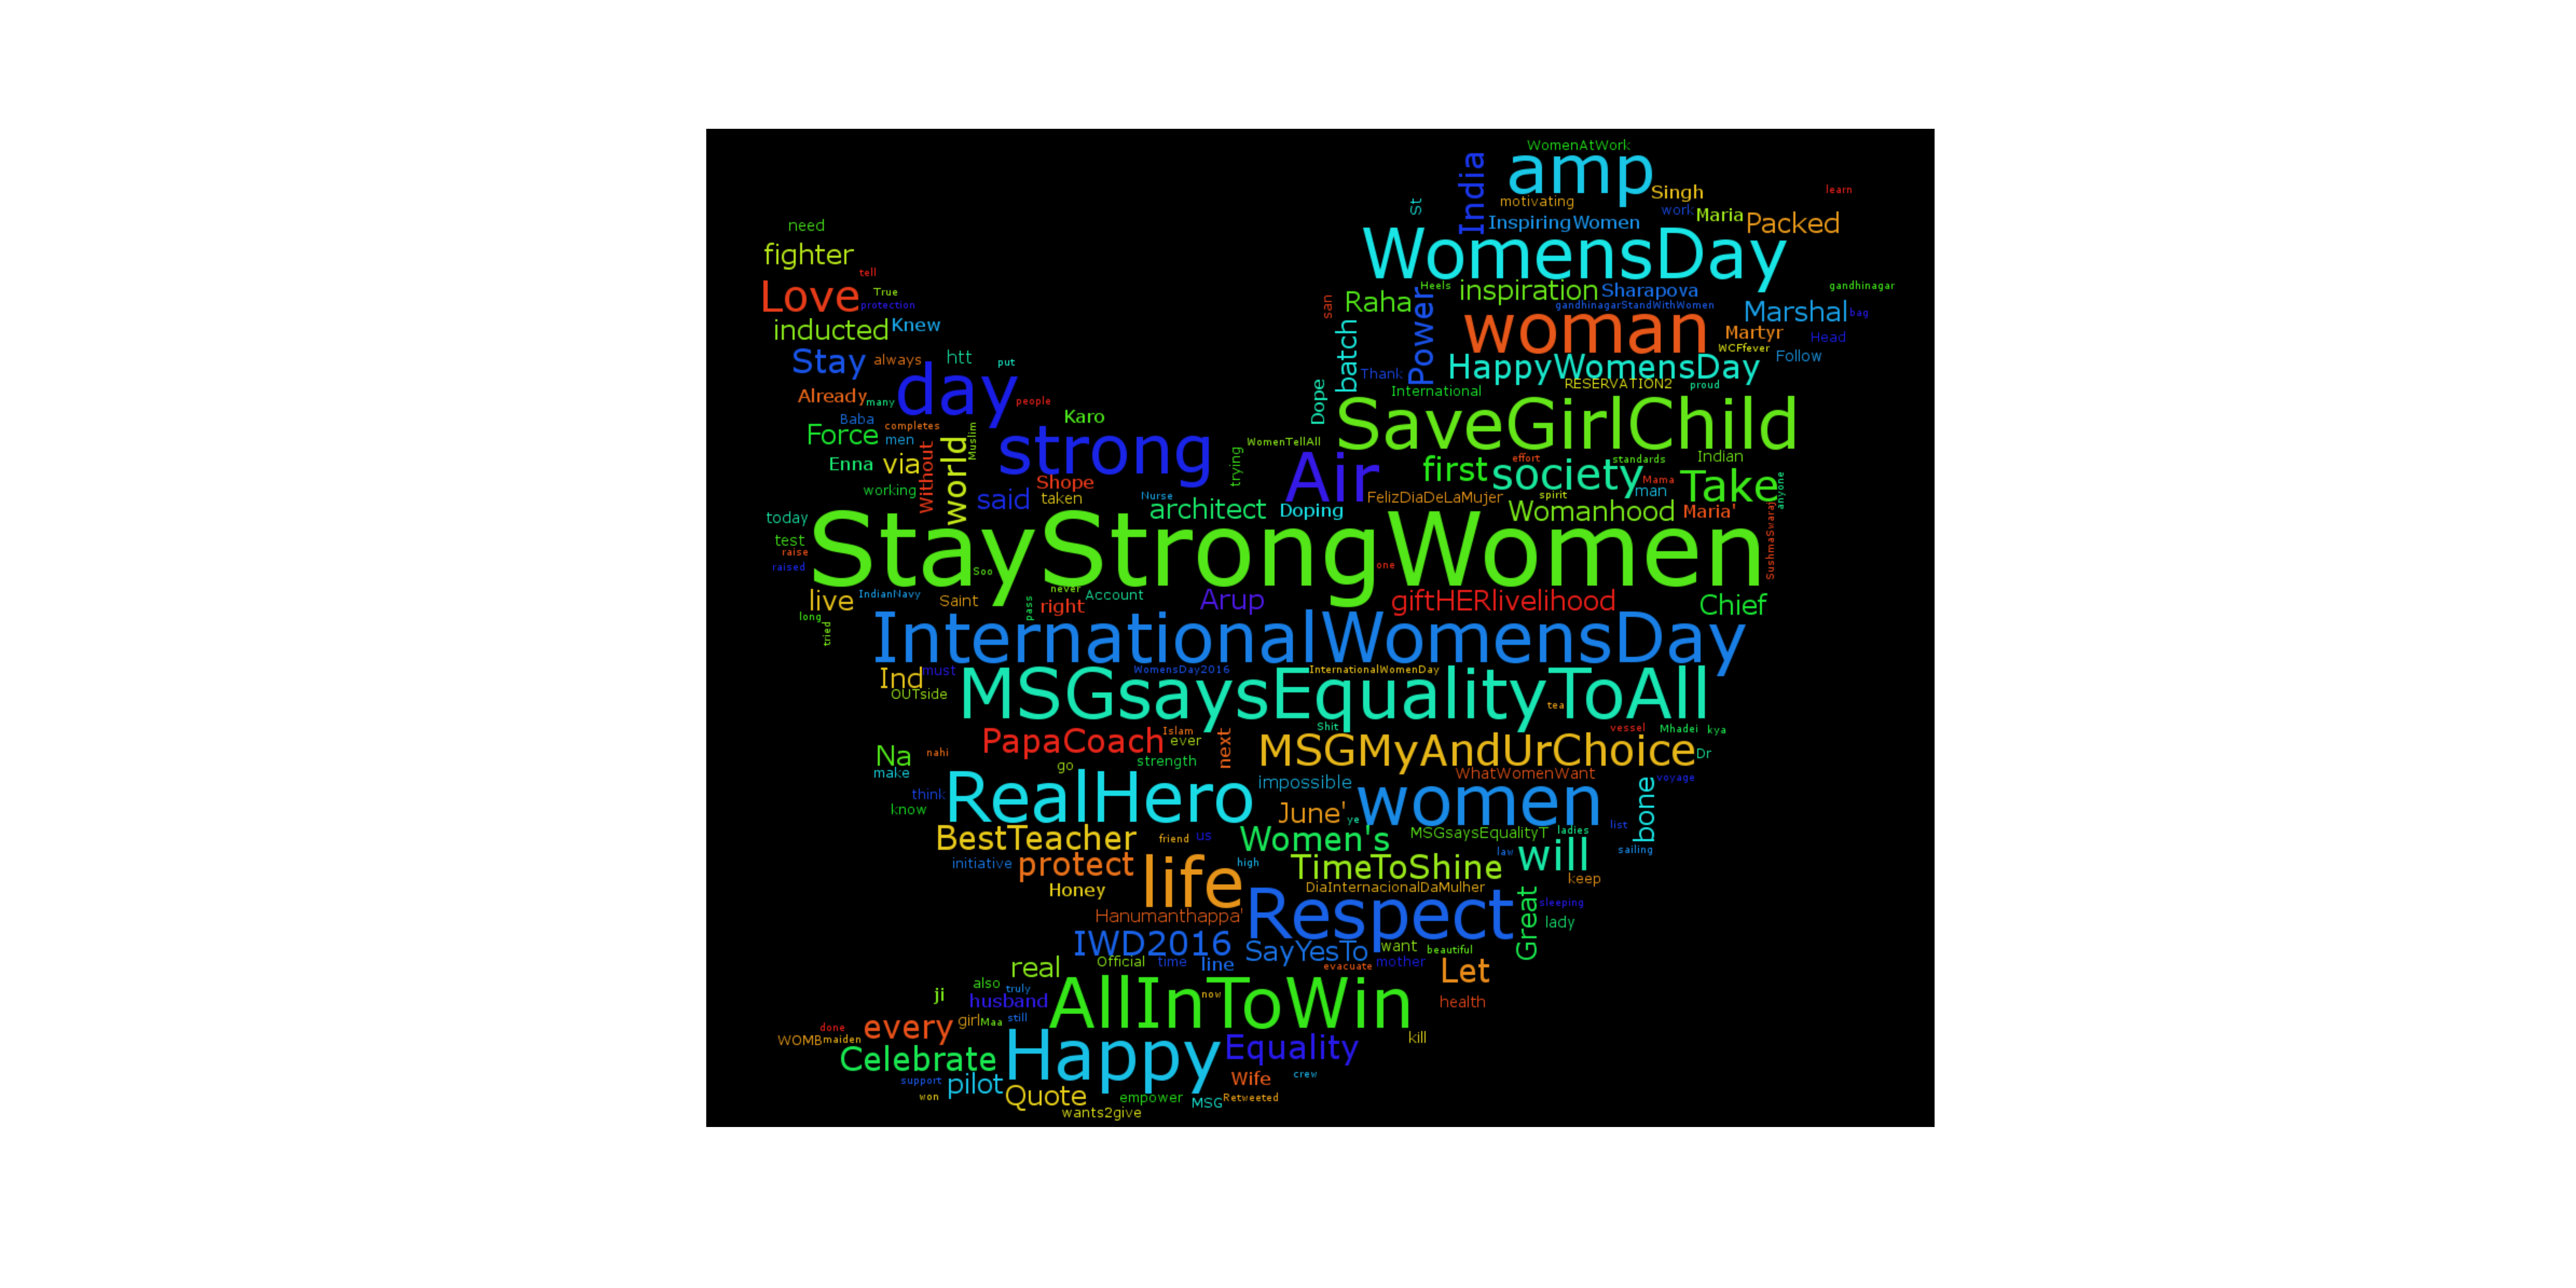 WomenAtWork
amp
India
Singh
learn
motivating
st
work
Maria
InspiringWomen
Packed
need
WomensDay
fighter
tell
Love
True
protection
Heels
inspiration
Sharapova
gandhinagar
san
Raha
Power
gandhinagarStandWithWomen
Marshal
bag
inducted
Knew
woman
Martyr
Head
batch
WCFfever
Follow
Stay
always
htt
put
HappyWomensDay
Thank
day
RESERVATION2
proud
Already
many
people
Dope
International
Baba
Karo
SaveGirlChild
completes
Force
men
Muslim
strong
WomenTellAll
Enna
via
Without
world
trying
Air
first
effort
society
standards
Indian
Shope
Mama
Take
anyone
working
said
taken
Nurse
FelizDiaDeLaMujer
spirit
man
architect
Doping
Womanhood
Maria'
today
StayStrongWomen
SushmaSwaraj
test
raise
raised
Soo
one
never
live
IndianNavy
Saint
pass
right
Account
Arup
giftHERlivelihood
Chief
long
tried
InternationalWomensDay
Ind
must
WomensDay2016
InternationalWomenDay
OUTside
MSGsaysEqualityToAll
tea
Shit
vessel
Mhadei
kya
PapaCoach
Islam
ever
next
MSGMyAndUrChoice
Dr
Na
nahi
go
strength
make
impossible
WhatWomenWant
voyage
think
RealHero
women
bone
know
June'
ye
BestTeacher
friend
us
Women's
MSGsaysEqualityT
ladies
list
initiative
protect
life
high
TimeToShine
law
will
sailing
Honey
DiaInternacionalDaMulher
keep
Hanumanthappa'
Respect
Great
sleeping
lady
IWD2016
SayYesTo
want
beautiful
real
Official
time
line
evacuate
mother
Let
also
truly
ji
husband
AllInToWin
now
health
done
every
girl
Maa
still
WOMB
maiden
kill
Celebrate
Happy
Equality
support
pilot
Wife
crew
won
Quote
empower
MSG
Retweeted
wants2give